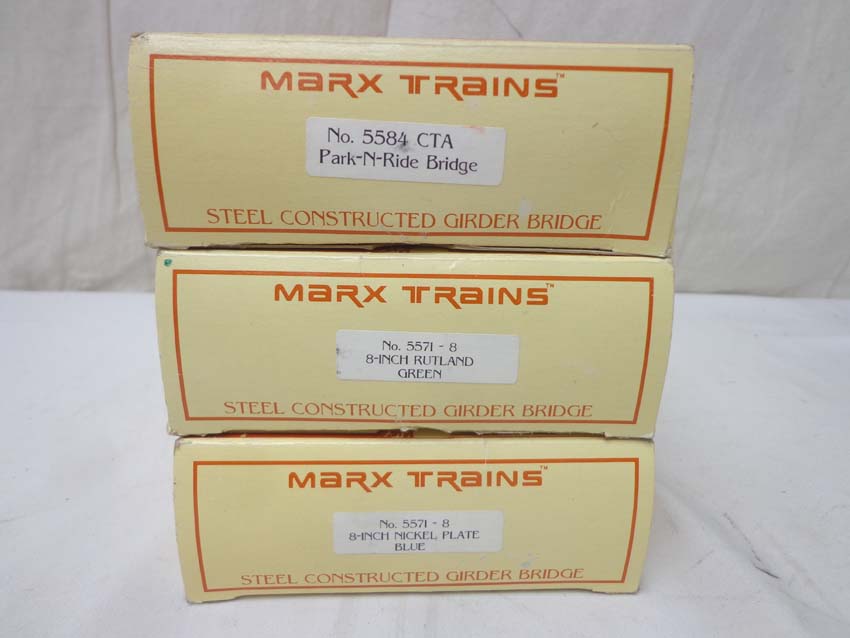 MARX TRAINS™
No. 5584 CTA
Park-N-Ride Bridge
STEEL CONSTRUCTED GIRDER BRIDGE
MARX TRAINS™
No. 5571 - 8
8-INCH RUTLAND
GREEN
STEEL CONSTRUCTED GIRDER BRIDGE
MARX TRAINS™
No. 5571 - 8
8-INCH NICKEL PLATE
BLUE
STEEL CONSTRUCTED GIRDER BRIDGE